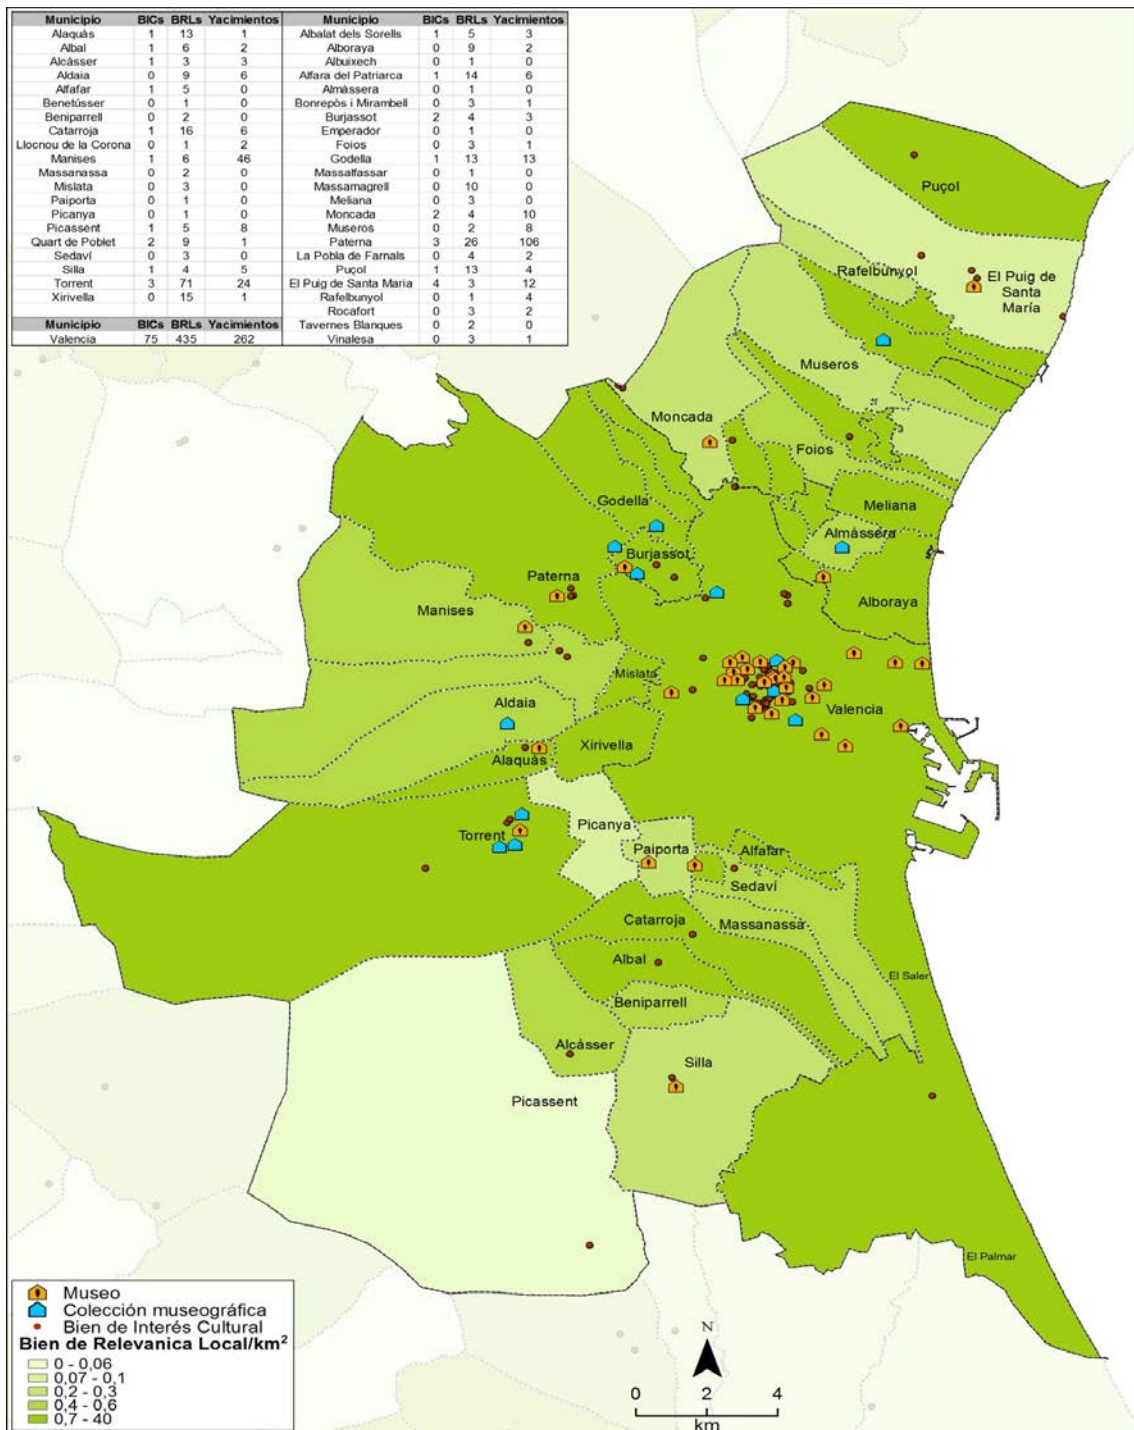 Municipio BICs BRLs Yacimientos
Alaquàs 1 13 1
Albal 1 6 2
Alcàsser 1 3 3
Aldaia 0 9 6
Alfafar 1 5 0
Benetússer 0 1 0
Beniparrell 0 2 0
Catarroja 1 16 6
Llocnou de la Corona 0 1 2
Manises 1 6 46
Massanassa 0 2 0
Mislata 0 3 0
Paiporta 0 1 0
Picanya 0 1 0
Picassent 1 5 8
Quart de Poblet 2 9 1
Sedaví 0 3 0
Silla 1 4 5
Torrent 3 71 24
Xirivella 0 15 1
Municipio BICs BRLs Yacimientos
Valencia 75 435 262
Municipio BICs BRLs Yacimientos
Albalat dels Sorells 1 5 3
Alboraya 0 9 2
Albuixech 0 1 0
Alfara del Patriarca 1 14 6
Almàssera 0 1 0
Bonrepòs i Mirambell 0 3 1
Burjassot 2 4 3
Emperador 0 1 0
Foios 0 3 1
Godella 1 13 13
Massalfassar 0 1 0
Massamagrell 0 10 0
Meliana 0 3 0
Moncada 2 4 10
Museros 0 2 8
Paterna 3 26 106
La Pobla de Farnals 0 4 2
Puçol 1 13 4
El Puig de Santa Maria 4 3 12
Rafelbunyol 0 1 4
Rocafort 0 3 2
Tavernes Blanques 0 2 0
Vinalesa 0 3 1
Puçol
Rafelbunyol
El Puig de
Santa
María
Museros
Moncada
Foios
Godella
Meliana
Almàssera
Burjassot
Paterna
Alboraya
Manises
Mislata
Aldaia
Valencia
Xirivella
Alaquàs
Picanya
Torrent
Paiporta
Alfafar
Sedaví
Catarroja
Massanassa
Albal
El Saler
Beniparrell
Alcàsser
Silla
Picassent
El Palmar
Museo
Colección museográfica
Bien de Interés Cultural
Bien de Relevanica Local/km²
0 - 0,06
0,07 - 0,1
0,2 - 0,3
0,4 - 0,6
0,7 - 40
N
0 2 4
km